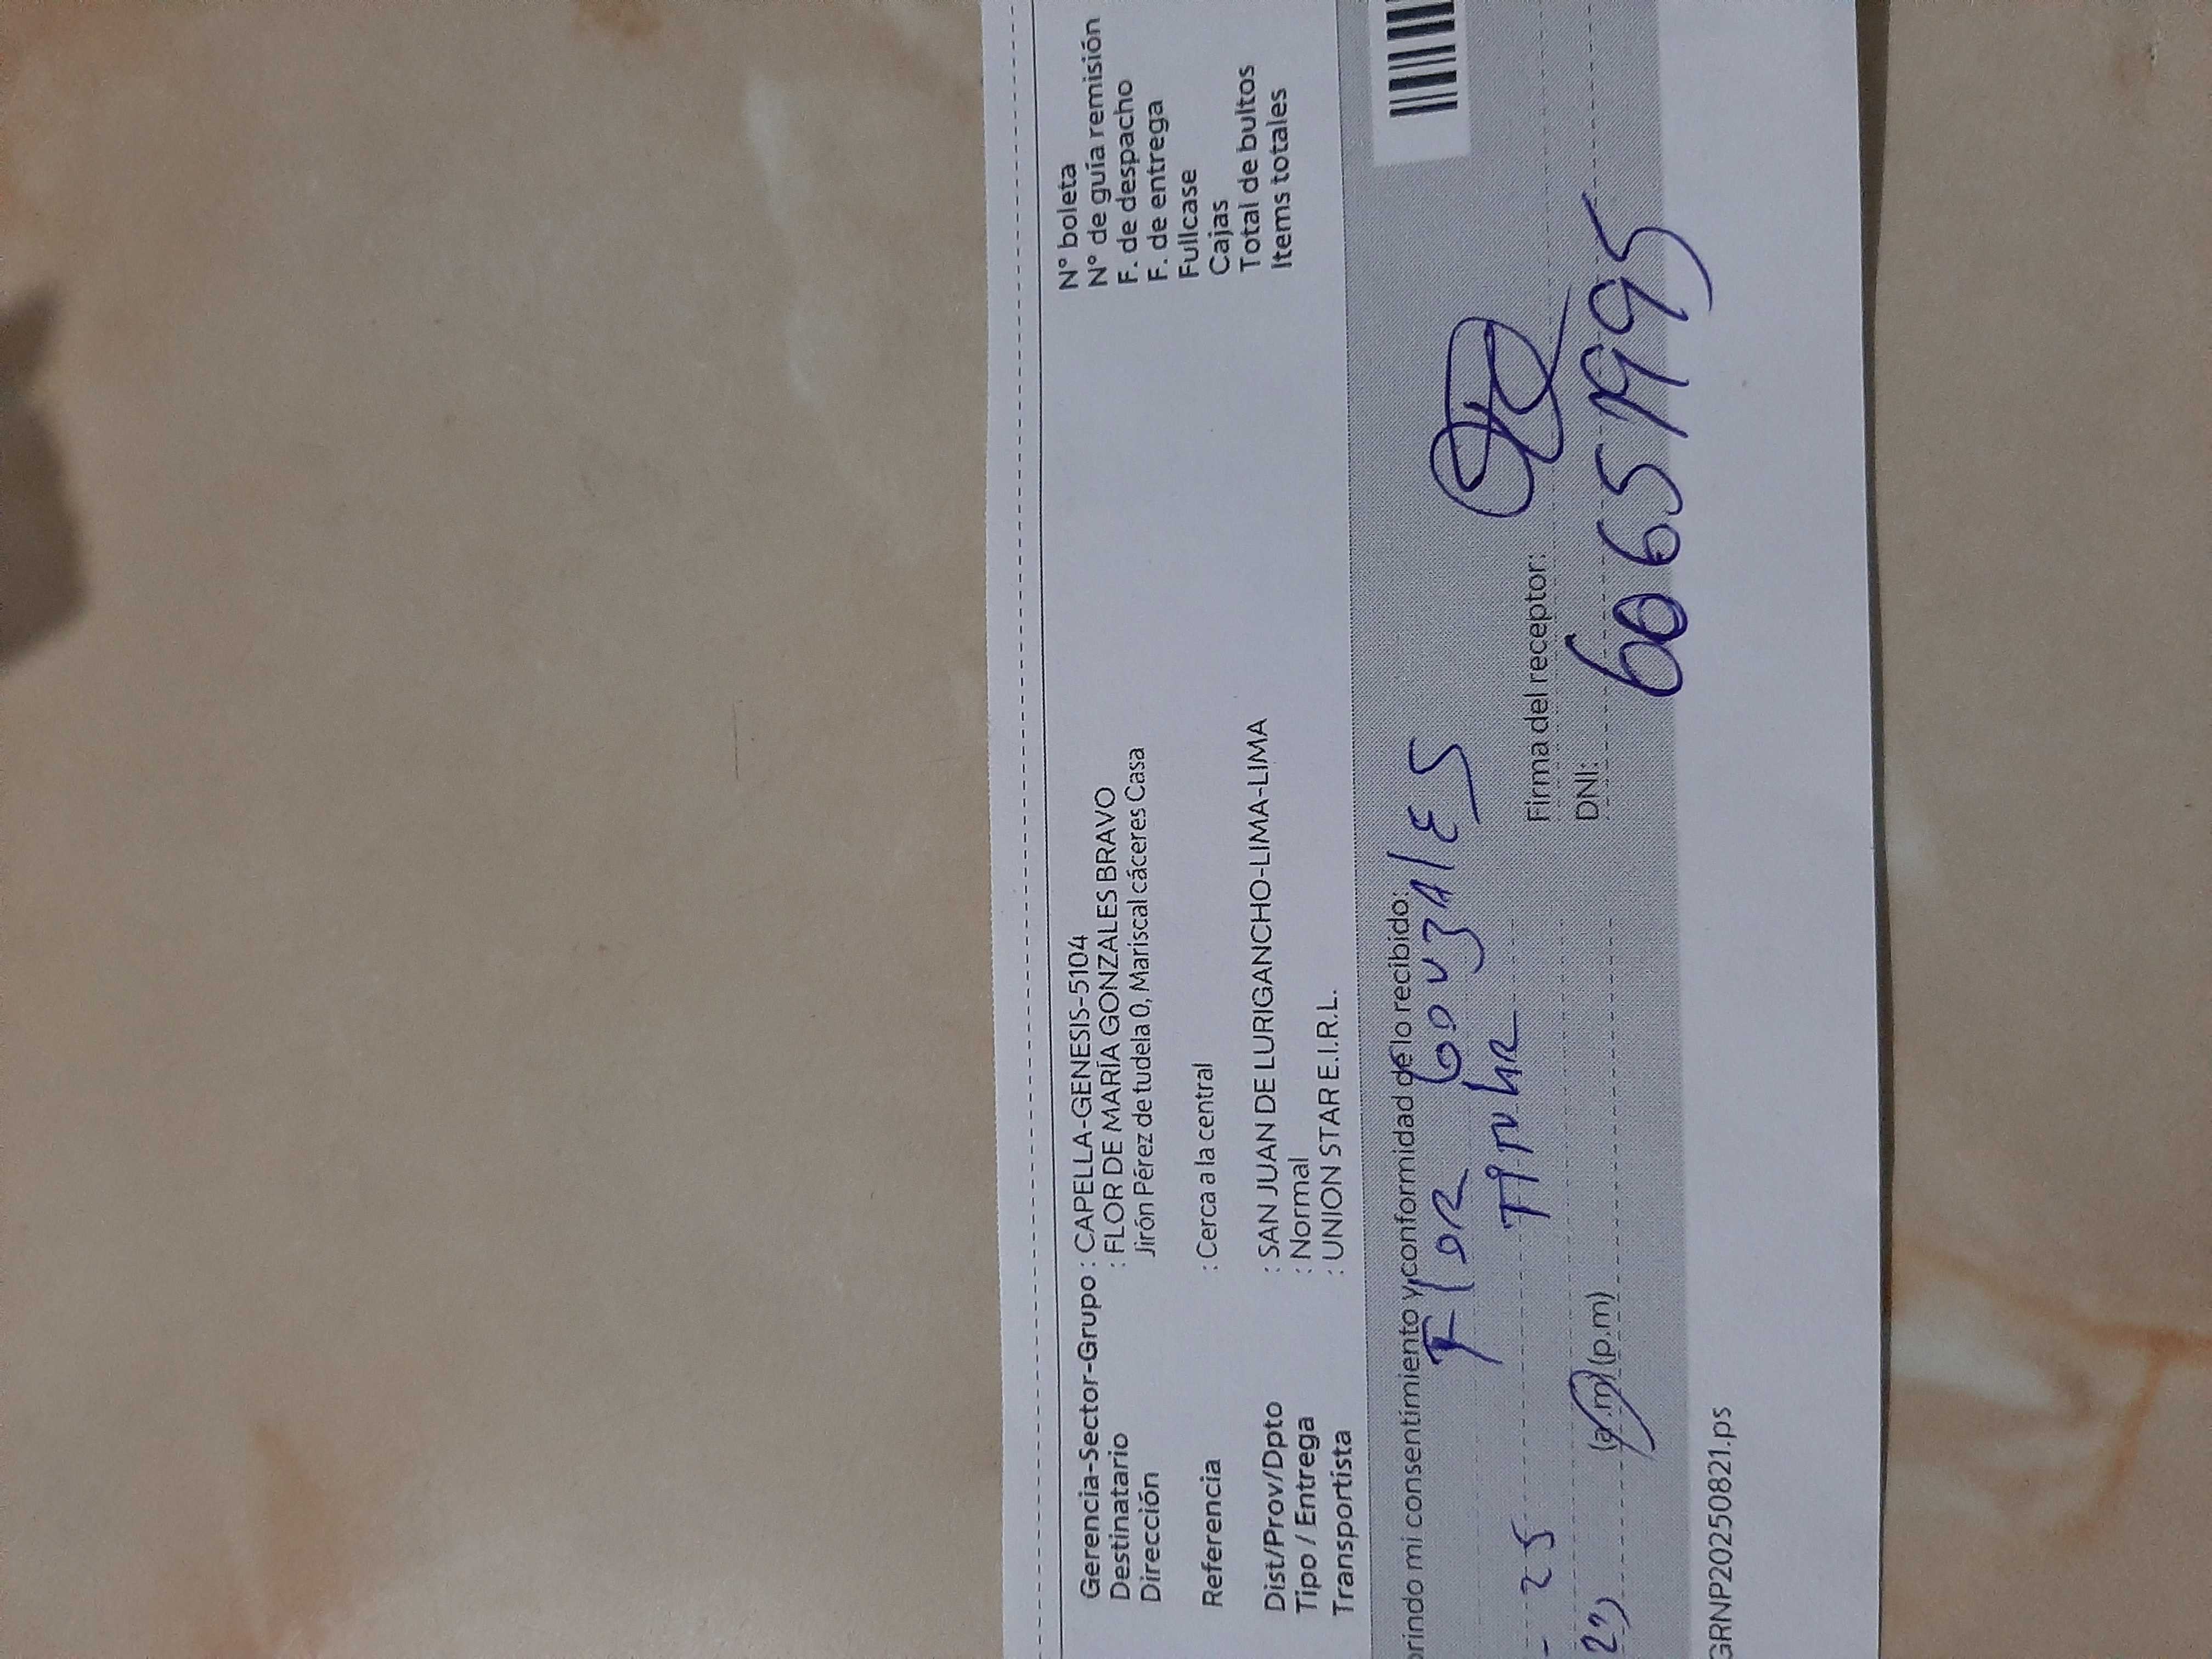 Gerencia-Sector-Grupo : CAPELLA-GENESIS-5104
Destinatario : FLOR DE MARÍA GONZALES BRAVO
Dirección Jirón Pérez de tudela 0, Mariscal cáceres Casa
Referencia : Cerca a la central
Dist/Prov/Dpto : SAN JUAN DE LURIGANCHO-LIMA-LIMA
Tipo / Entrega : Normal
Transportista : UNION STAR E.I.R.L.
N° boleta
N° de guía remisión
F. de despacho
F. de entrega
Fullcase
Cajas
Total de bultos
Items totales
orindo mi consentimiento y conformidad de lo recibido:
Flor Gonzales
Titular
- 25
(a.m) (p.m)
Firma del receptor:
DNI: 60651995
GRNP20250821.ps